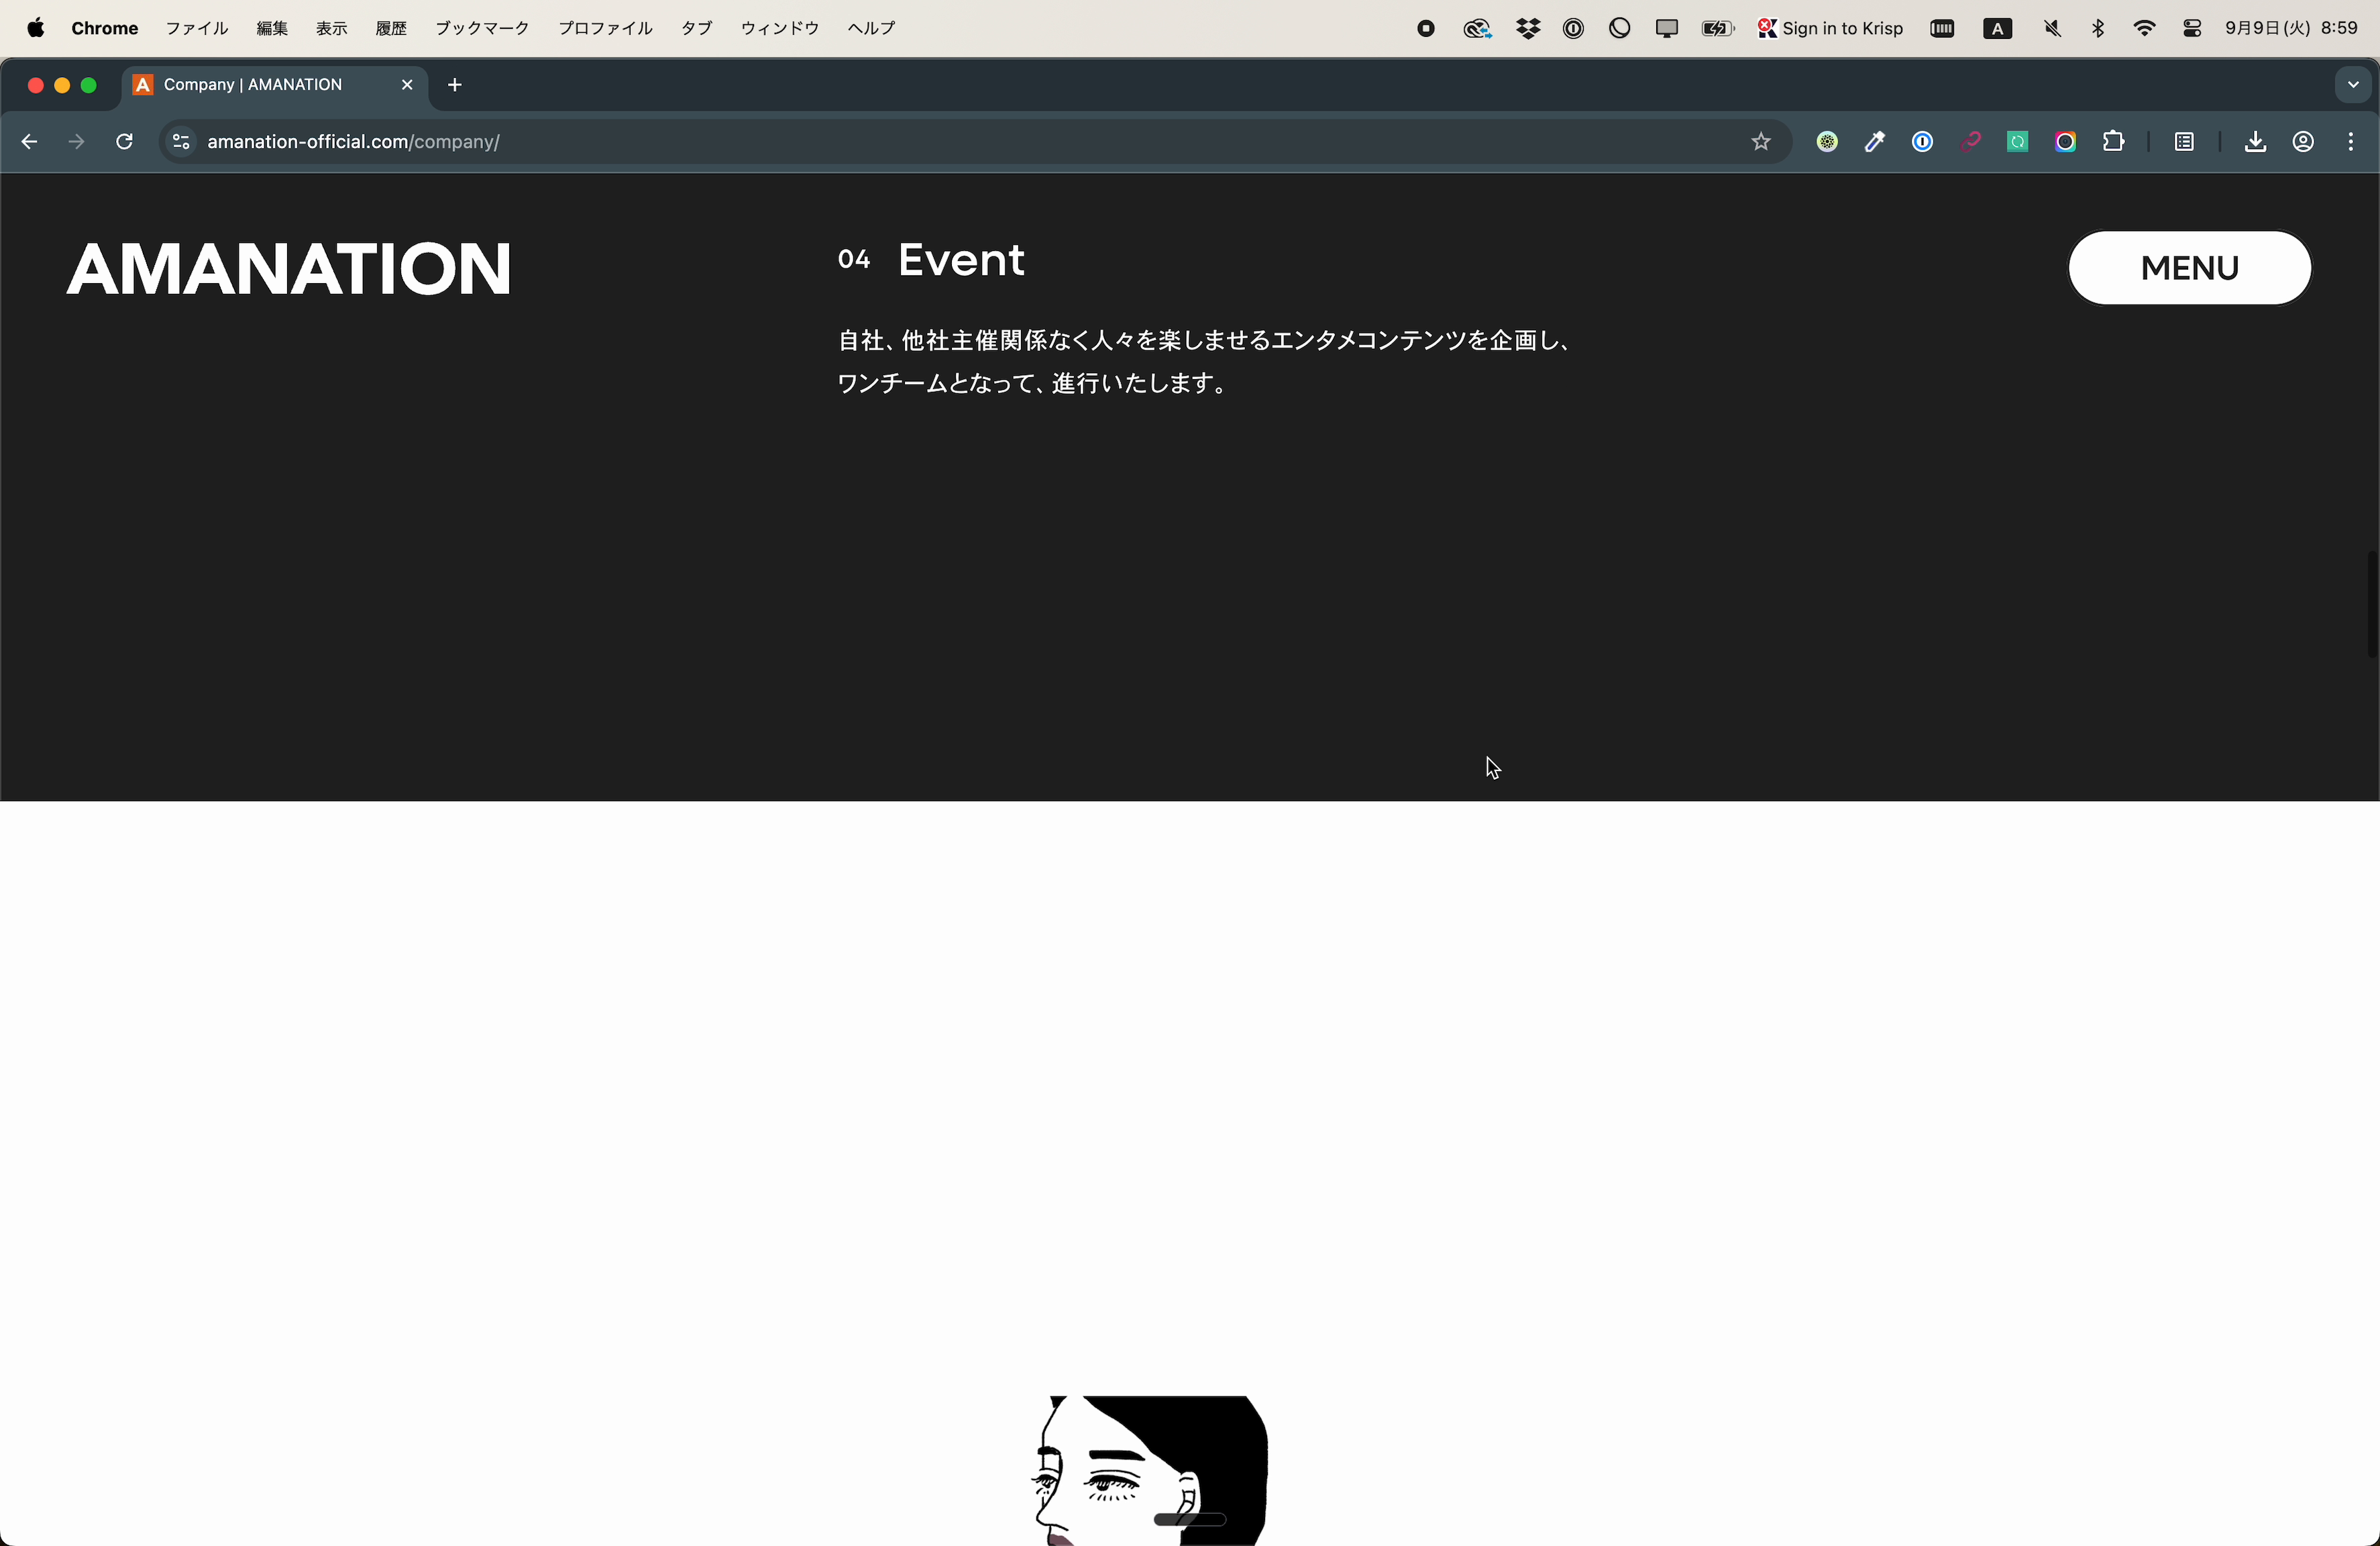 Chrome ファイル 編集 表示 履歴 ブックマーク プロファイル タブ ウィンドウ ヘルプ Sign in to Krisp A 9月9日(火) 8:59
A Company | AMANATION
amanation-official.com/company/
AMANATION
04 Event
MENU
自社、他社主催関係なく人々を楽しませるエンタメコンテンツを企画し、
ワンチームとなって、進行いたします。